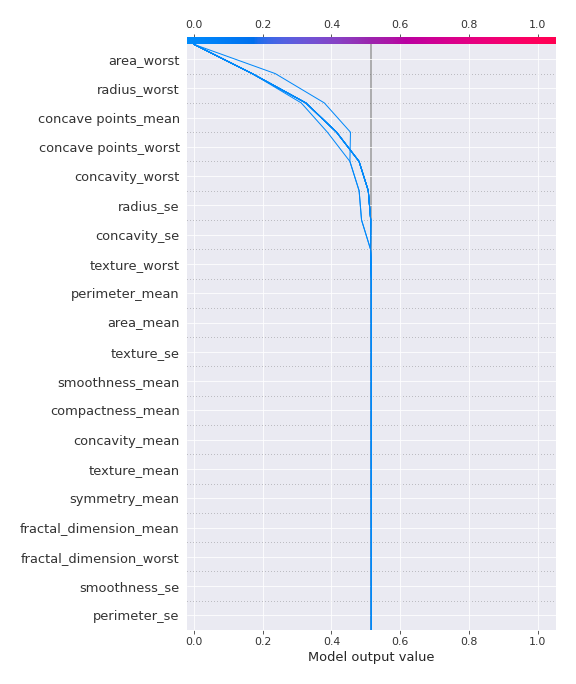 0.0 0.2 0.4 0.6 0.8 1.0
area_worst
radius_worst
concave points_mean
concave points_worst
concavity_worst
radius_se
concavity_se
texture_worst
perimeter_mean
area_mean
texture_se
smoothness_mean
compactness_mean
concavity_mean
texture_mean
symmetry_mean
fractal_dimension_mean
fractal_dimension_worst
smoothness_se
perimeter_se
0.0 0.2 0.4 0.6 0.8 1.0
Model output value